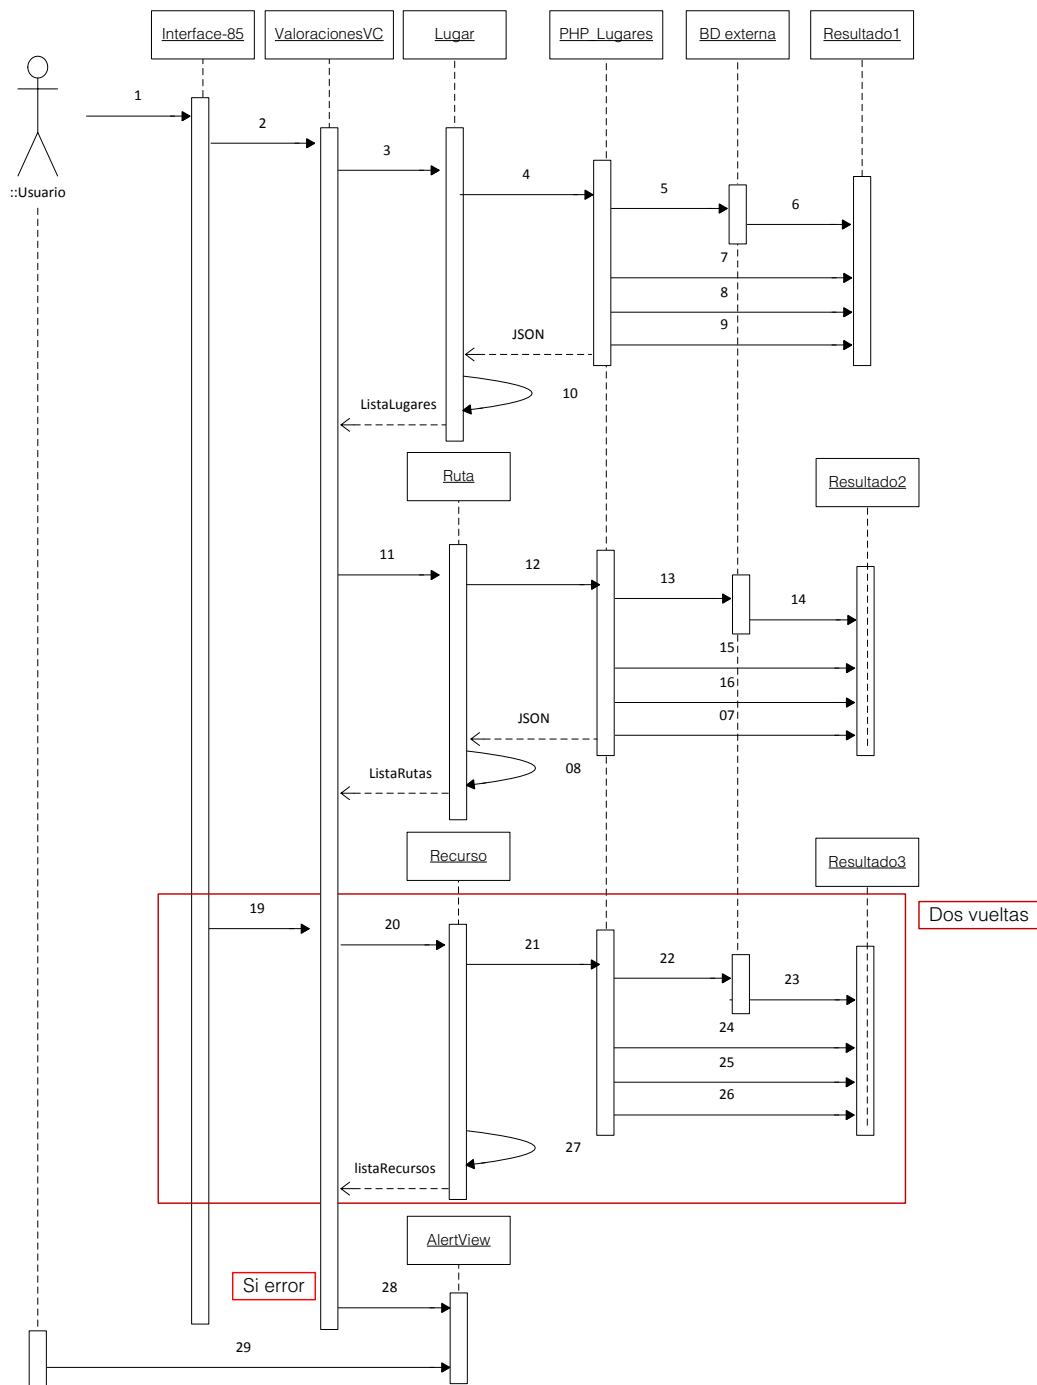 Interface-85
ValoracionesVC
Lugar
PHP_Lugares
BD externa
Resultado1
::Usuario
1
2
3
4
5
6
7
8
9
JSON
10
ListaLugares
Ruta
Resultado2
11
12
13
14
15
16
07
JSON
08
ListaRutas
Recurso
Resultado3
Dos vueltas
19
20
21
22
23
24
25
26
27
listaRecursos
AlertView
Si error
28
29